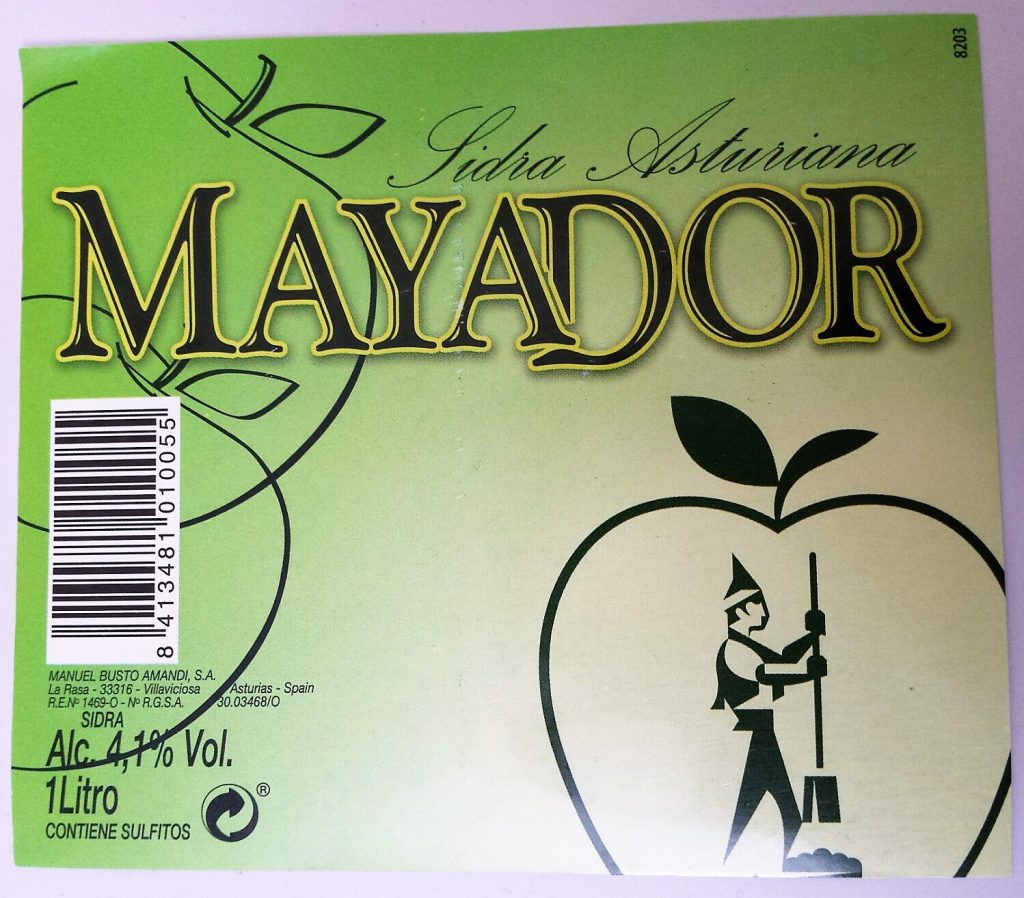 8203
Sidra Asturiana
MAYADOR
8 413481 010055
MANUEL BUSTO AMANDI, S.A.
La Rasa - 33316 - Villaviciosa Asturias - Spain
R.E.Nº 1469-O - Nº R.G.S.A. 30.03468/O
SIDRA
Alc. 4,1% Vol.
1Litro
CONTIENE SULFITOS
®